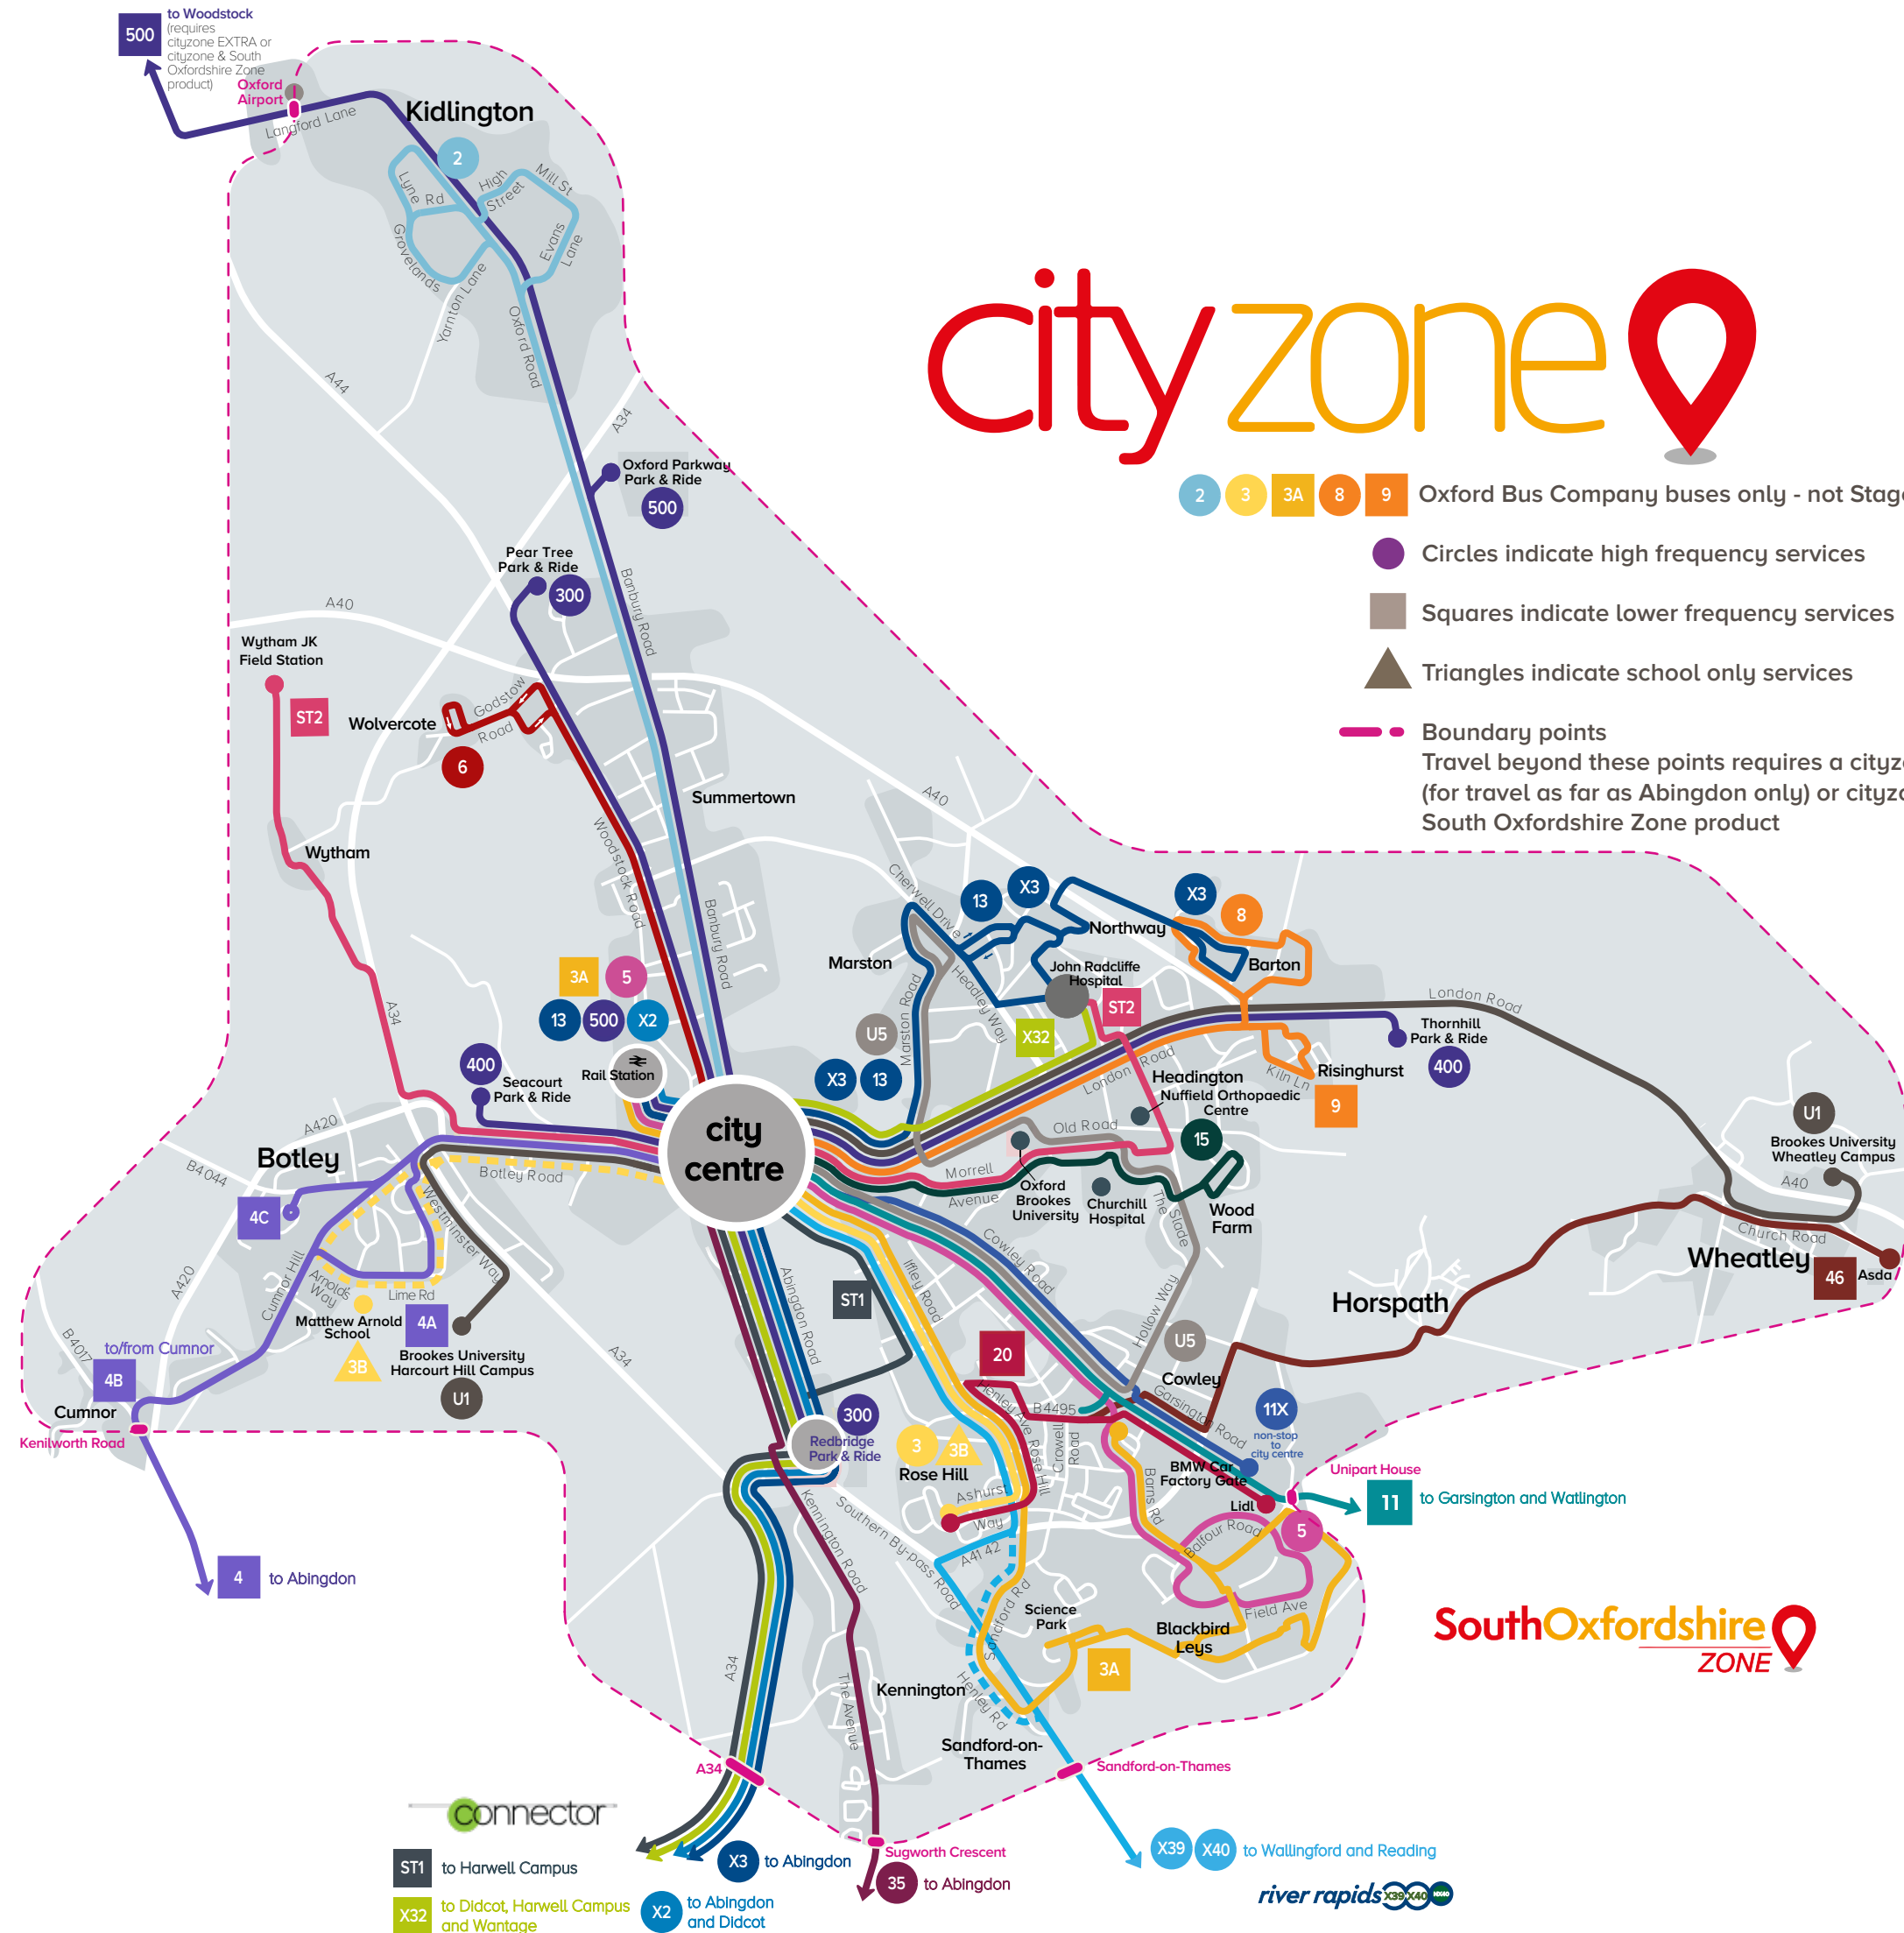 500
to Woodstock
(requires
cityzone EXTRA or
cityzone & South
Oxfordshire Zone
product)
Oxford
Airport
Langford Lane
Kidlington
2
Lyne
Rd
High
Street
Mill St
Evans
Lane
Grovelands
Yarnton Lane
Oxford Road
A44
A34
cityzone
2 3 3A 8 9 Oxford Bus Company buses only - not Stage
Circles indicate high frequency services
Squares indicate lower frequency services
Triangles indicate school only services
Boundary points
Travel beyond these points requires a cityz
(for travel as far as Abingdon only) or cityz
South Oxfordshire Zone product
Oxford Parkway
Park & Ride
500
Pear Tree
Park & Ride
300
Banbury Road
A40
Wytham JK
Field Station
ST2
Wolvercote
Godstow
Road
6
Summertown
Woodstock Road
Banbury Road
Wytham
A34
A40
Cherwell Drive
13
X3
X3
8
Northway
Marston
Barton
John Radcliffe
Hospital
ST2
Headley Way
Marston Road
London Road
3A
5
13
500
X2
Rail Station
U5
X32
X3
13
Thornhill
Park & Ride
400
400
Seacourt
Park & Ride
London Road
Headington
Kiln Ln
Risinghurst
9
Nuffield Orthopaedic
Centre
Old Road
15
city
centre
U1
Brookes University
Wheatley Campus
A40
A420
Botley
B4044
Botley Road
Morrell
Avenue
Oxford
Brookes
University
Churchill
Hospital
The Slade
Wood
Farm
4C
Westminster Way
Church Road
Wheatley
46
Asda
Cumnor Hill
Arnolds
Way
Lime Rd
A420
Matthew Arnold
School
3B
4A
Brookes University
Harcourt Hill Campus
U1
A34
B4017
to/from Cumnor
4B
Cumnor
Kenilworth Road
4
to Abingdon
Abingdon Road
ST1
Iffley Road
Cowley Road
Hollow Way
U5
Horspath
20
Cowley
Henley Ave
Rose Hill
B4495
Crowell
Road
Garsington Road
11X
non-stop
to
city centre
300
Redbridge
Park & Ride
3
3B
Rose Hill
Ashurst
Way
BMW Car
Factory Gate
Lidl
Unipart House
11
to Garsington and Watlington
Barns Rd
Balfour Road
5
Kennington Road
Southern By-pass Road
A4142
Sandford Rd
Science
Park
Field Ave
Blackbird
Leys
3A
SouthOxfordshire
ZONE
A34
The Avenue
Kennington
Henley Rd
Sandford-on-
Thames
A34
Sandford-on-Thames
connector
ST1
to Harwell Campus
X3
to Abingdon
Sugworth Crescent
35
to Abingdon
X39
X40
to Wallingford and Reading
X32
to Didcot, Harwell Campus
and Wantage
X2
to Abingdon
and Didcot
river rapids
X39
X40
NX40